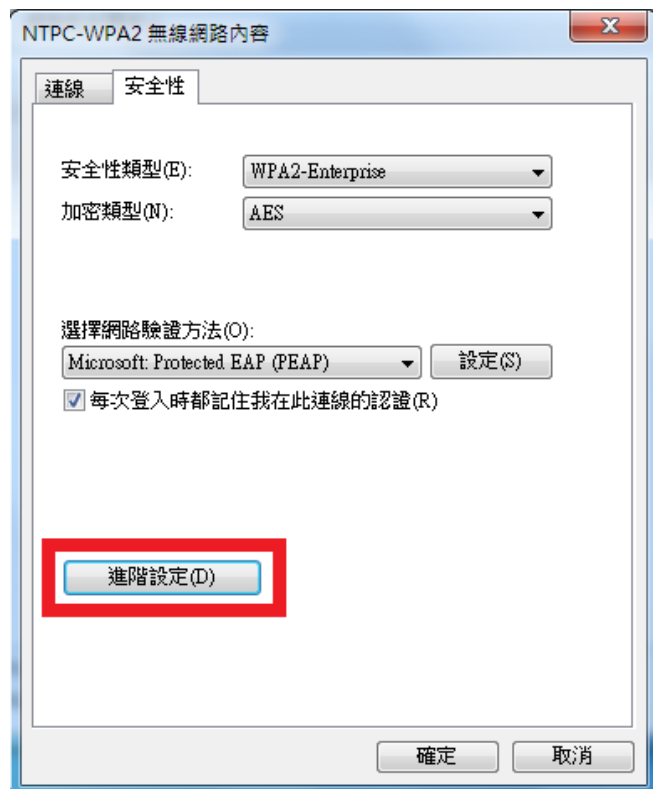 NTPC-WPA2 無線網路內容
連線 安全性
安全性類型(E): WPA2-Enterprise
加密類型(N): AES
選擇網路驗證方法(O):
Microsoft: Protected EAP (PEAP) 設定(S)
每次登入時都記住我在此連線的認證(R)
進階設定(D)
確定 取消